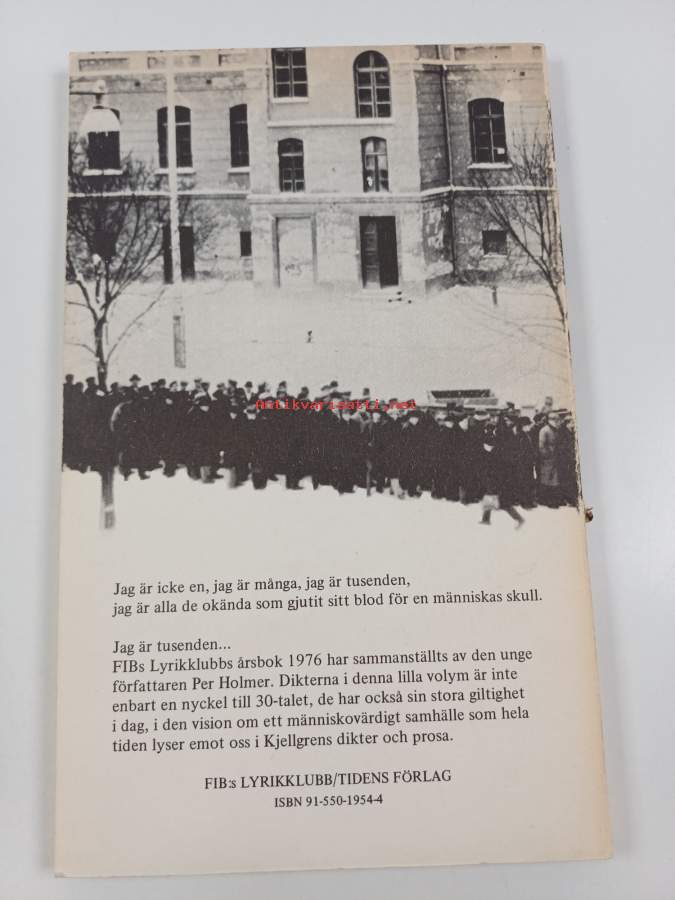 Antikvarisatti.net
Jag är icke en, jag är många, jag är tusenden,
jag är alla de okända som gjutit sitt blod för en människas skull.
Jag är tusenden...
FIBs Lyrikklubbs årsbok 1976 har sammanställts av den unge
författaren Per Holmer. Dikterna i denna lilla volym är inte
enbart en nyckel till 30-talet, de har också sin stora giltighet
i dag, i den vision om ett människovärdigt samhälle som hela
tiden lyser emot oss i Kjellgrens dikter och prosa.
FIB:s LYRIKKLUBB/TIDENS FÖRLAG
ISBN 91-550-1954-4